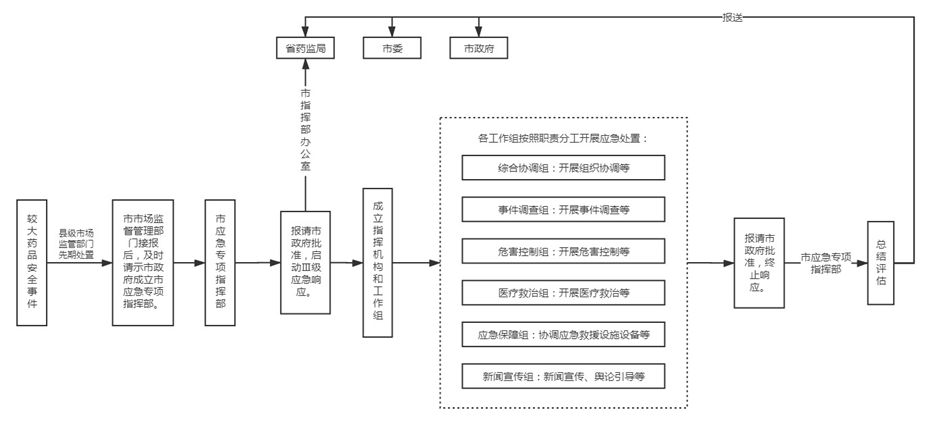 报送
省药监局
市委
市政府
市指挥部办公室
各工作组按照职责分工开展应急处置：
综合协调组：开展组织协调等
事件调查组：开展事件调查等
危害控制组：开展危害控制等
医疗救治组：开展医疗救治等
应急保障组：协调应急救援设施设备等
新闻宣传组：新闻宣传、舆论引导等
较大药品安全事件
县级市场
监管部门
先期处置
市市场监
督管理部
门接报
后，及时
请示市政
府成立市
应急专项
指挥部。
市应急专项指挥部
报请市
政府批
准，启
动Ⅲ级
应急响
应。
成立指挥机构和工作组
报请市
政府批
准，终
止响
应。
市应急专项
指挥部
总结评估